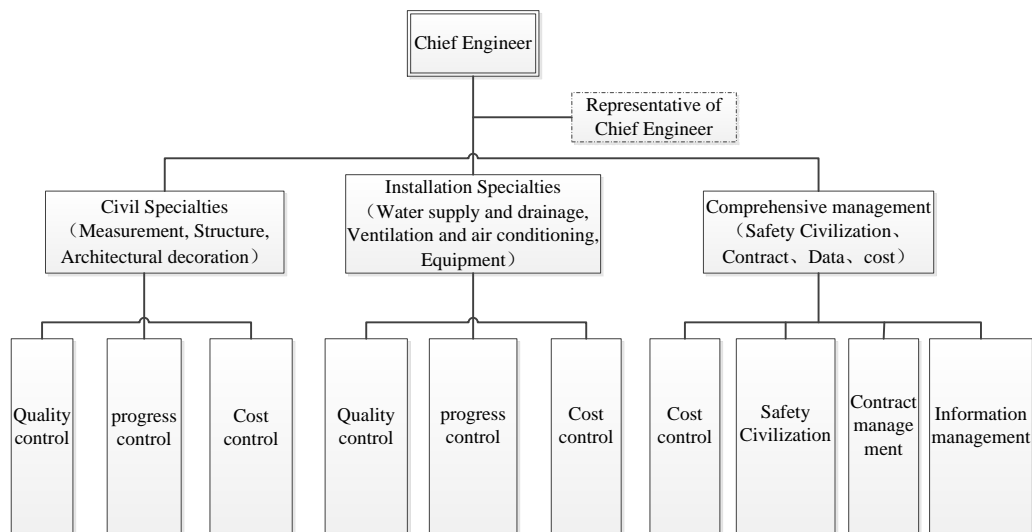 Chief Engineer
Representative of
Chief Engineer
Civil Specialties
（Measurement, Structure,
Architectural decoration）
Installation Specialties
（Water supply and drainage,
Ventilation and air conditioning,
Equipment）
Comprehensive management
（Safety Civilization、
Contract、Data、cost）
Quality
control
progress
control
Cost
control
Quality
control
progress
control
Cost
control
Cost
control
Safety
Civilization
Contract
manage
ment
Information
management